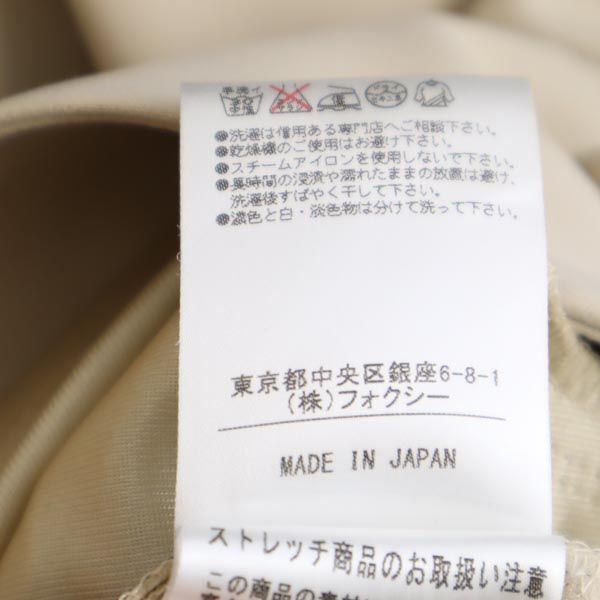 ●洗濯は信用ある専門店へご相談下さい。
●乾燥機のご使用はお避け下さい。
●スチームアイロンを使用しないで下さい。
●長時間の浸漬や濡れたままの放置は避け、
洗濯後すばやく干して下さい。
●濃色と白・淡色物は分けて洗って下さい。
東京都中央区銀座6-8-1
(株)フォクシー
MADE IN JAPAN
ストレッチ商品のお取扱い注意
この商品の素材